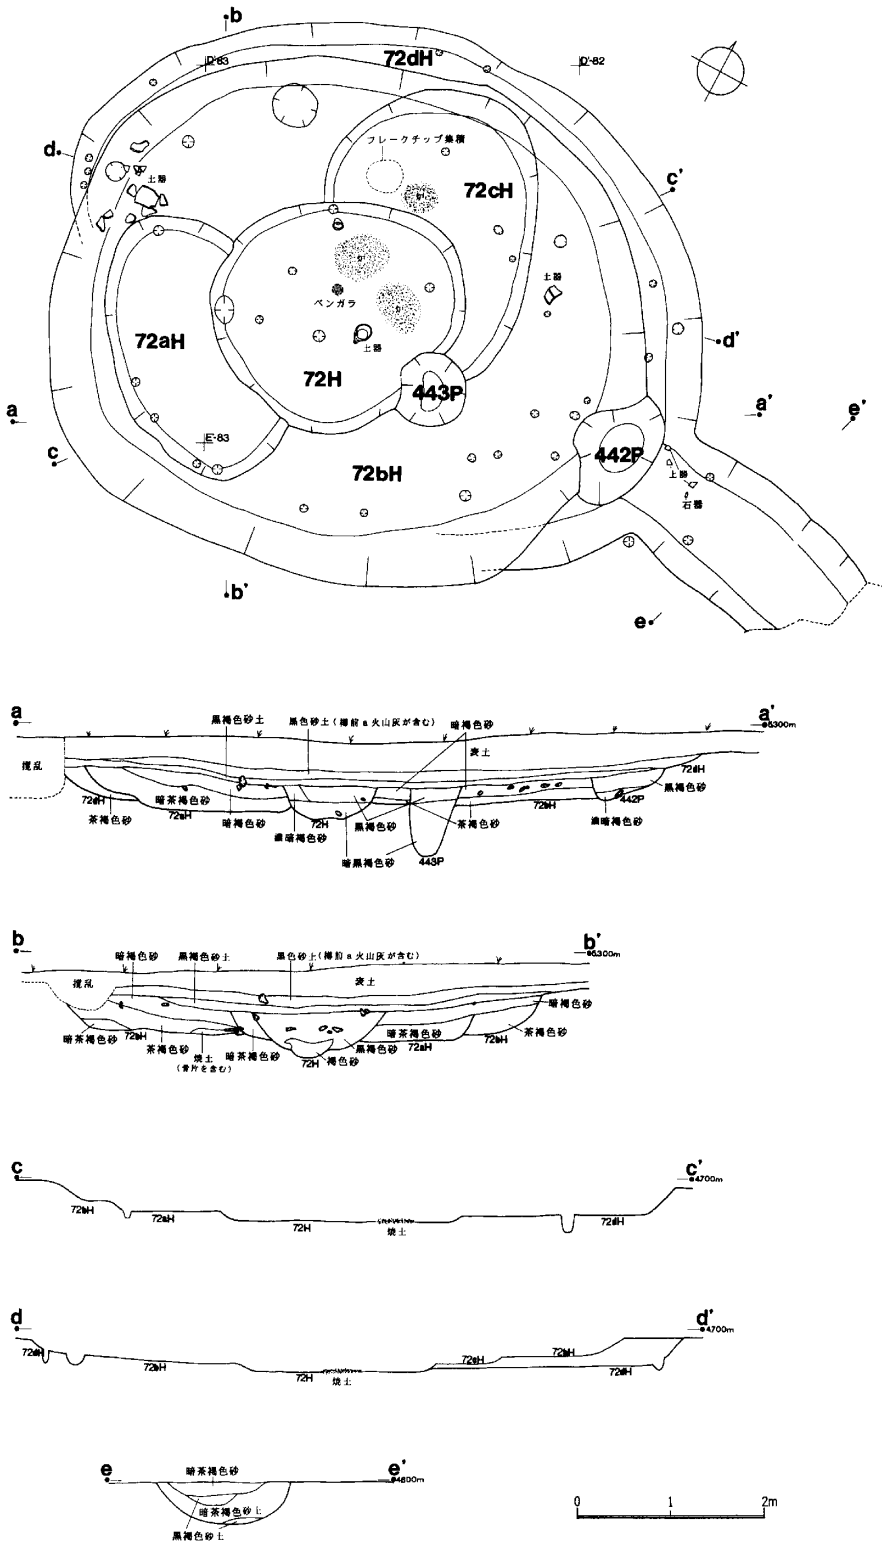 b
72dH
D'-83
D'-82
d
フレークチップ集積
土器
72cH
c'
土器
ベンガラ
72aH
土器
d'
72H
443P
a
a'
e'
E'-83
c
442P
72bH
土器
石器
b'
e
a
黒褐色砂土
黒色砂土(樽前a火山灰が含む)
暗褐色砂
a'
5.300m
表土
攪乱
72dH
黒褐色砂
72dH
暗茶褐色砂
72aH
茶褐色砂
暗褐色砂
72H
濃暗褐色砂
黒褐色砂
茶褐色砂
72bH
442P
濃暗褐色砂
暗黒褐色砂
443P
b
暗褐色砂
黒褐色砂土
黒色砂土(樽前a火山灰が含む)
b'
5.300m
攪乱
表土
暗褐色砂
暗茶褐色砂
茶褐色砂
焼土
(骨片を含む)
暗茶褐色砂
72H
褐色砂
黒褐色砂
暗茶褐色砂
72aH
72bH
茶褐色砂
c
c'
4.700m
72bH
72aH
72H
焼土
72dH
d
d'
4.700m
72dH
72bH
72H
焼土
72cH
72bH
72dH
e
暗茶褐色砂
e'
4.600m
暗茶褐色砂土
黒褐色砂土
0
1
2m